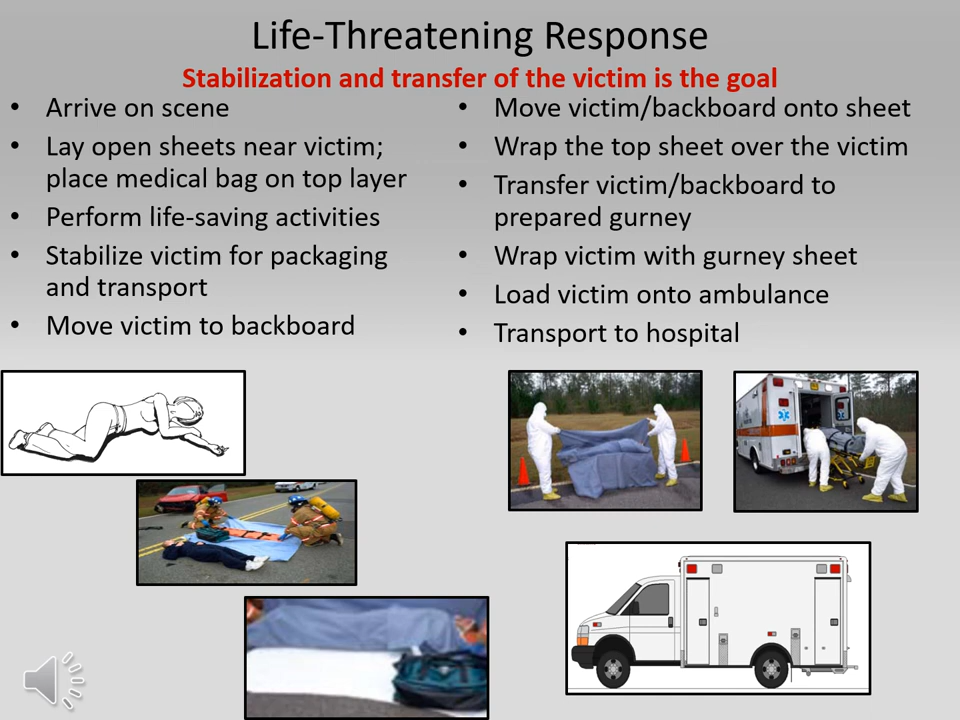 Life-Threatening Response
Stabilization and transfer of the victim is the goal
• Arrive on scene
• Lay open sheets near victim;
place medical bag on top layer
• Perform life-saving activities
• Stabilize victim for packaging
and transport
• Move victim to backboard
• Move victim/backboard onto sheet
• Wrap the top sheet over the victim
• Transfer victim/backboard to
prepared gurney
• Wrap victim with gurney sheet
• Load victim onto ambulance
• Transport to hospital